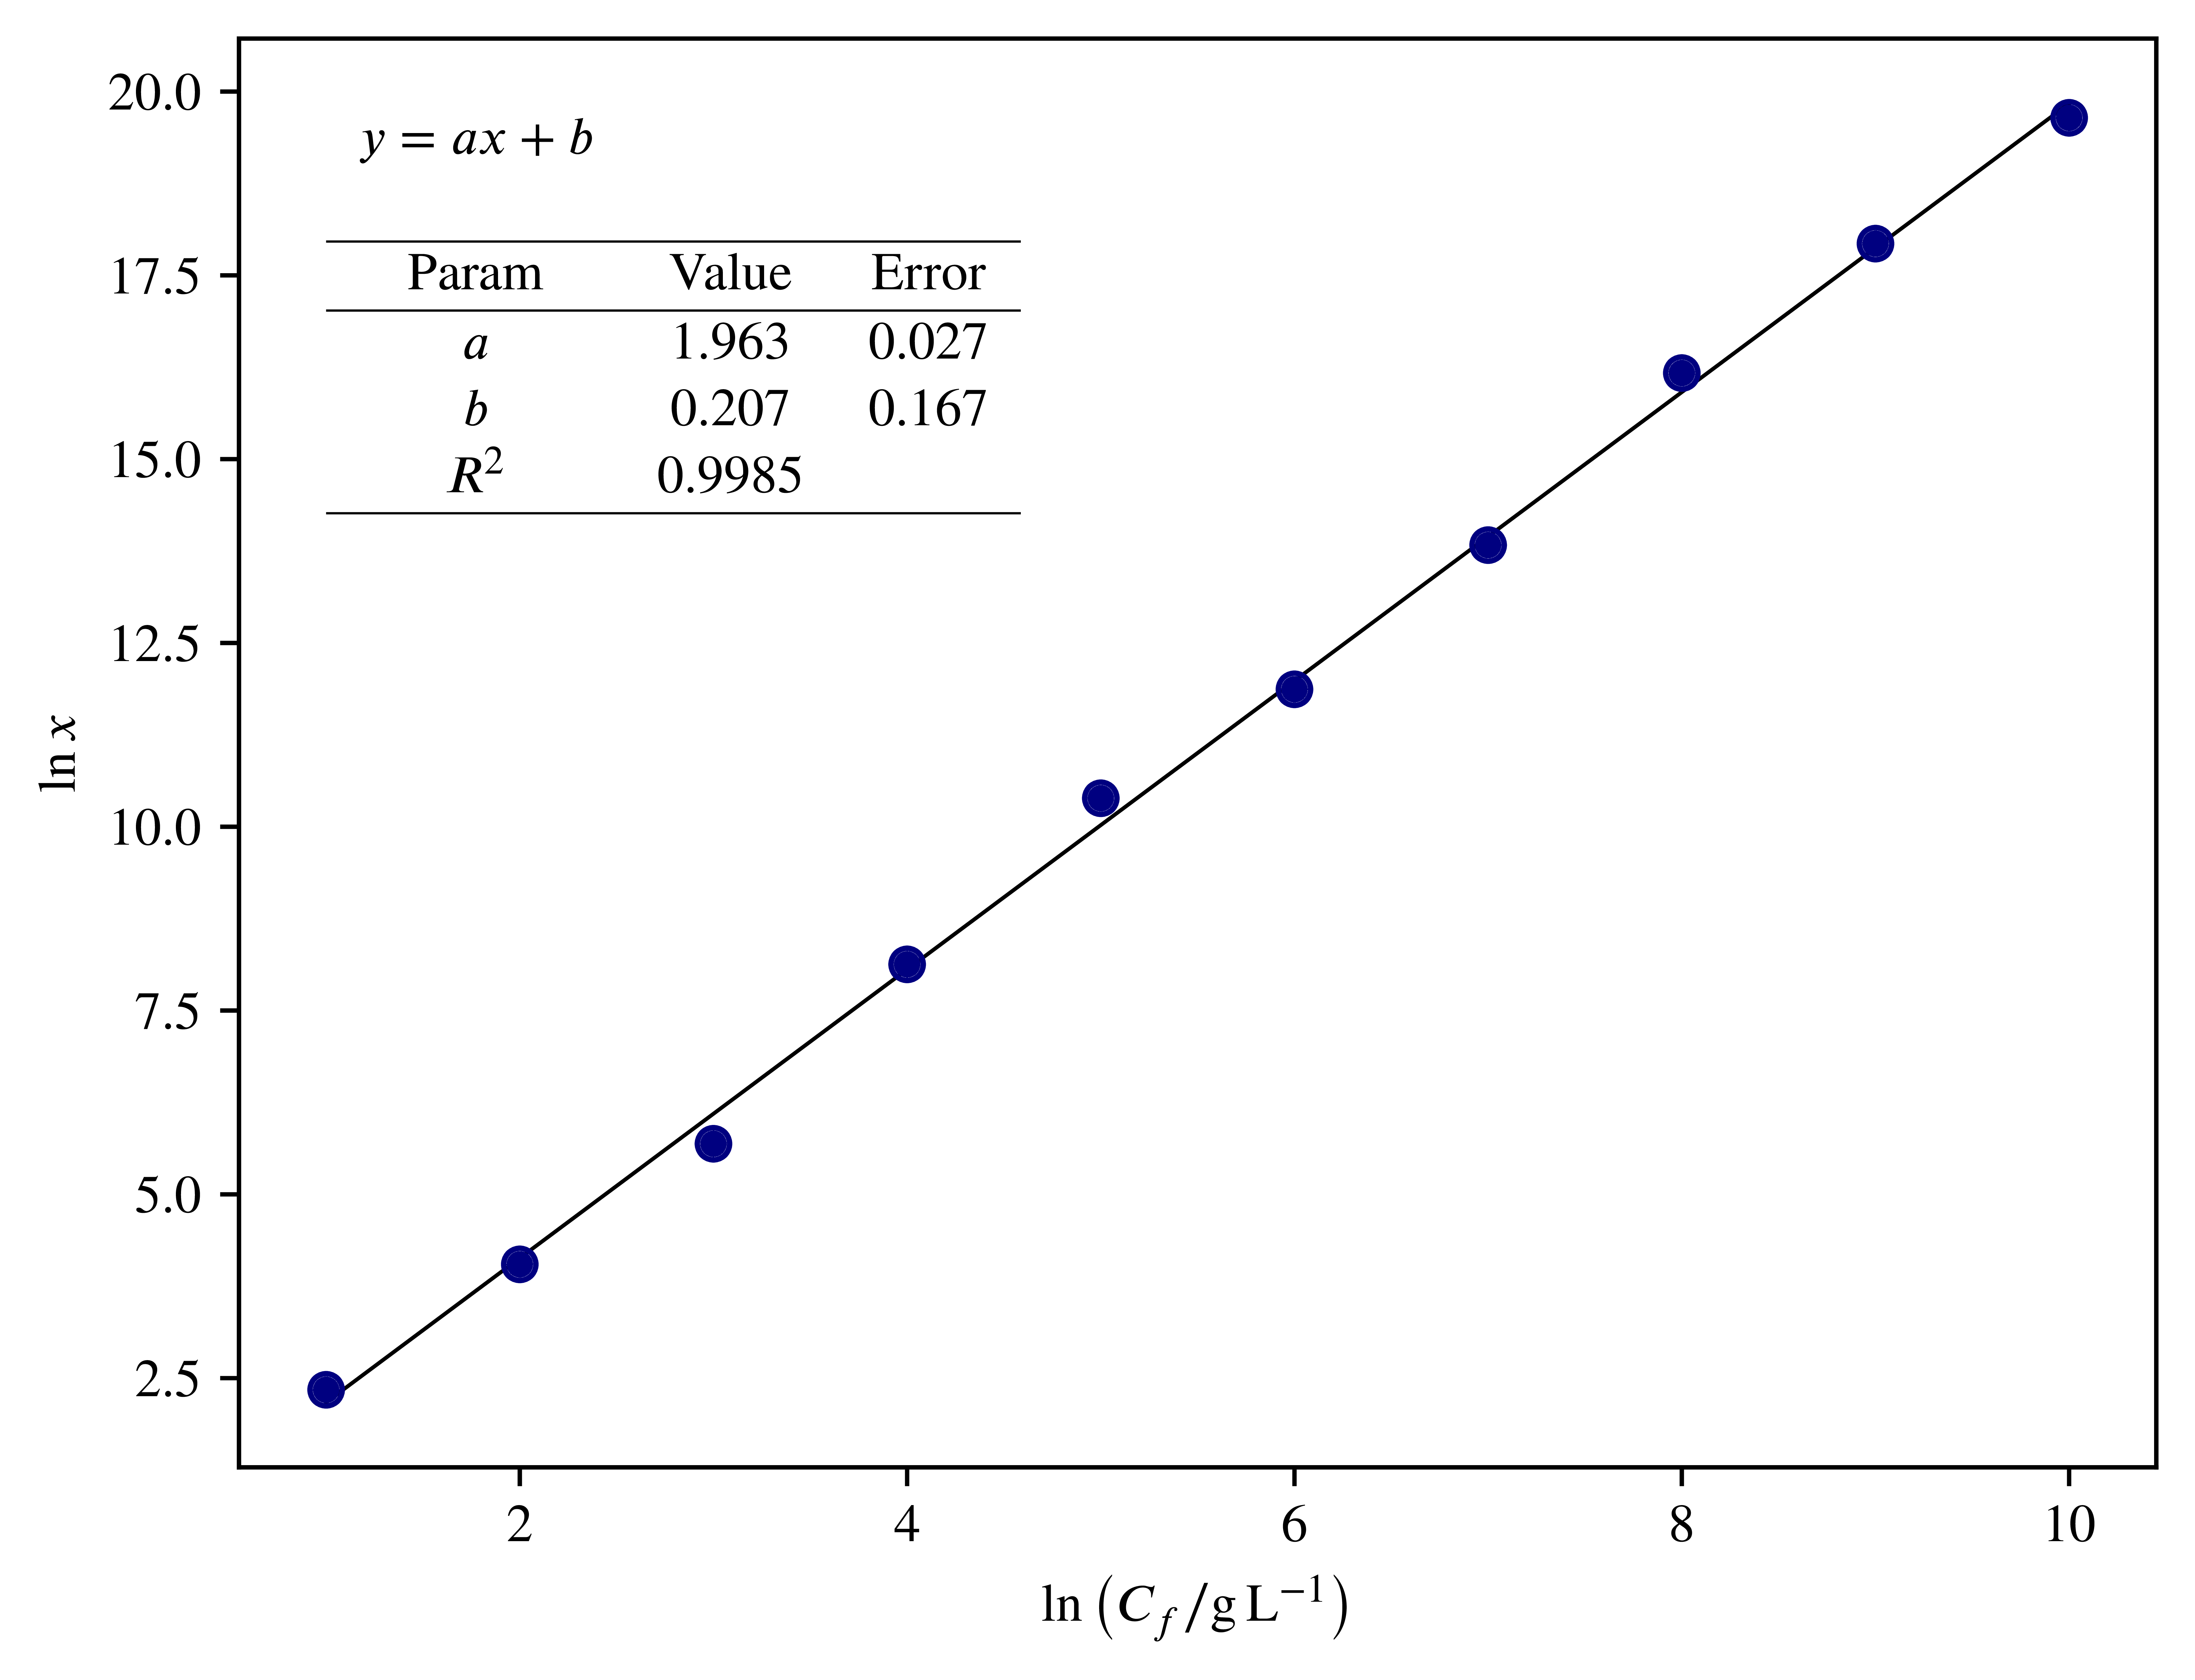 20.0
17.5
15.0
12.5
10.0
7.5
5.0
2.5
ln x
y = ax + b
Param Value Error
a 1.963 0.027
b 0.207 0.167
R² 0.9985
2 4 6 8 10
ln (C_f/g L⁻¹)